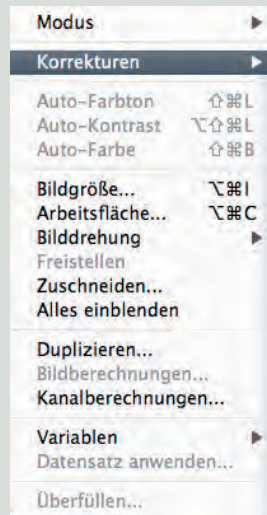 Modus
Korrekturen
Auto-Farbton ⇧⌘L
Auto-Kontrast ⌥⇧⌘L
Auto-Farbe ⇧⌘B
Bildgröße... ⌥⌘I
Arbeitsfläche... ⌥⌘C
Bilddrehung
Freistellen
Zuschneiden...
Alles einblenden
Duplizieren...
Bildberechnungen...
Kanalberechnungen...
Variablen
Datensatz anwenden...
Überfüllen...